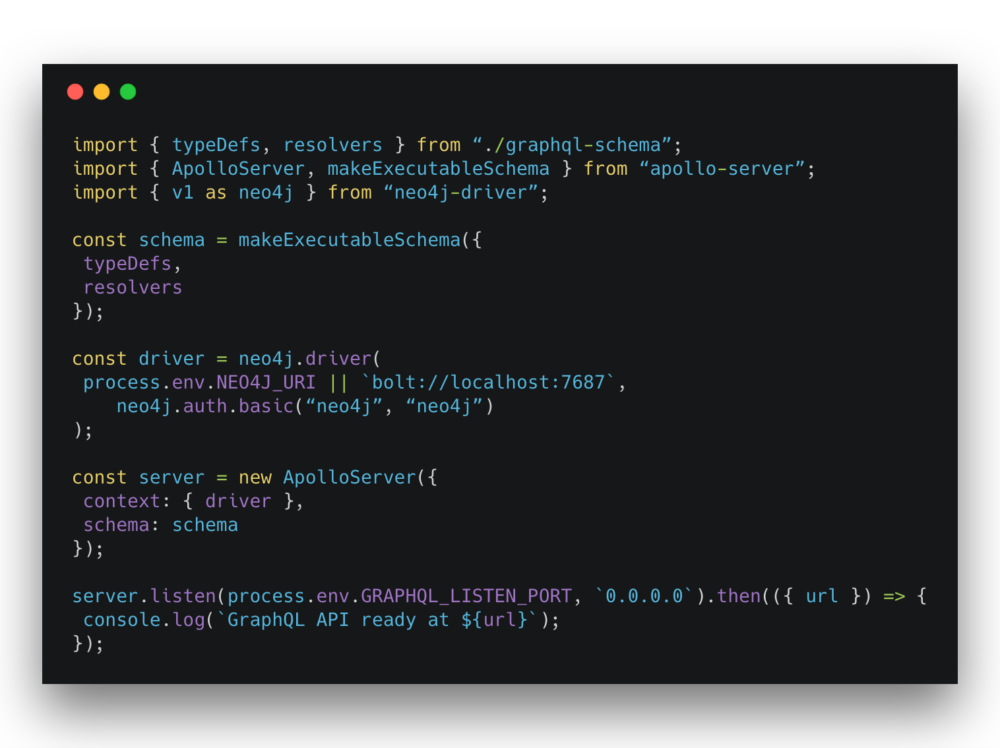 import { typeDefs, resolvers } from “./graphql-schema”;
import { ApolloServer, makeExecutableSchema } from “apollo-server”;
import { v1 as neo4j } from “neo4j-driver”;

const schema = makeExecutableSchema({
 typeDefs,
 resolvers
});

const driver = neo4j.driver(
 process.env.NEO4J_URI || `bolt://localhost:7687`,
    neo4j.auth.basic(“neo4j”, “neo4j”)
);

const server = new ApolloServer({
 context: { driver },
 schema: schema
});

server.listen(process.env.GRAPHQL_LISTEN_PORT, `0.0.0.0`).then(({ url }) => {
 console.log(`GraphQL API ready at ${url}`);
});